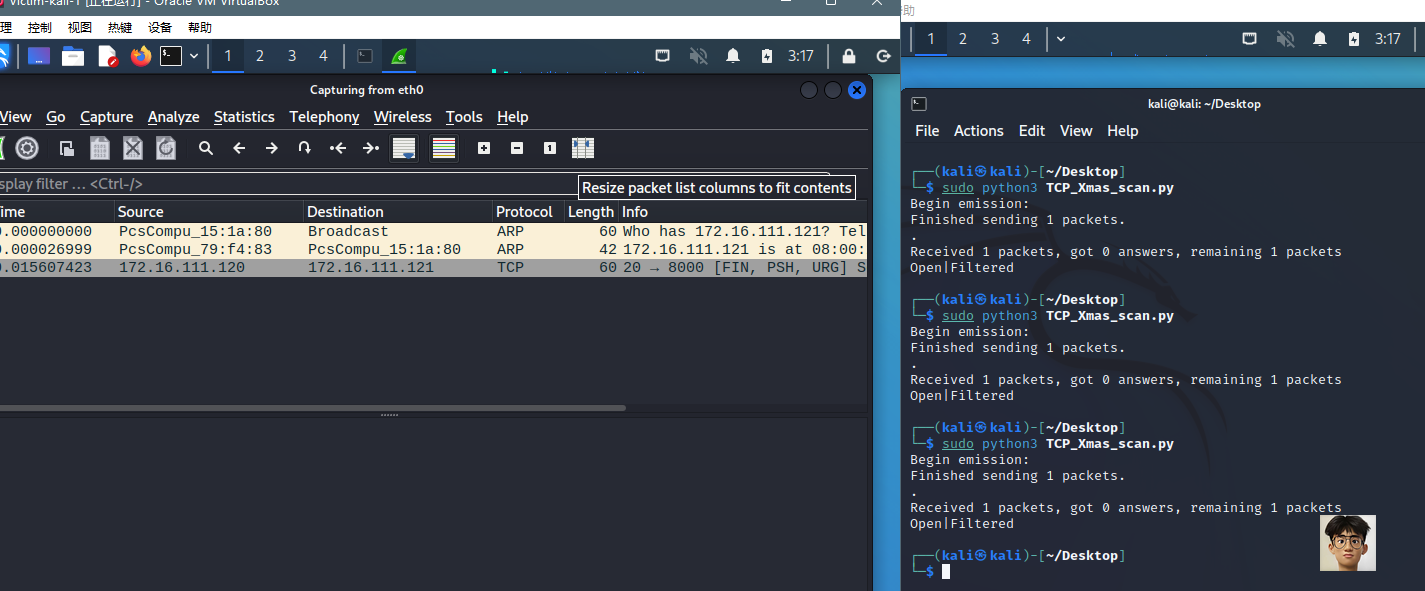 Victim-kali-1 [正在运行] - Oracle VM VirtualBox
理 控制 视图 热键 设备 帮助
1 2 3 4 3:17
Capturing from eth0
View Go Capture Analyze Statistics Telephony Wireless Tools Help
splay filter … <Ctrl-/>
Resize packet list columns to fit contents
ime Source Destination Protocol Length Info
0.000000000 PcsCompu_15:1a:80 Broadcast ARP 60 Who has 172.16.111.121? Tel
0.000026999 PcsCompu_79:f4:83 PcsCompu_15:1a:80 ARP 42 172.16.111.121 is at 08:00:
0.015607423 172.16.111.120 172.16.111.121 TCP 60 20 → 8000 [FIN, PSH, URG] S
助
1 2 3 4 3:17
kali@kali: ~/Desktop
File Actions Edit View Help
┌──(kali㉿kali)-[~/Desktop]
└─$ sudo python3 TCP_Xmas_scan.py
Begin emission:
Finished sending 1 packets.
.
Received 1 packets, got 0 answers, remaining 1 packets
Open|Filtered
┌──(kali㉿kali)-[~/Desktop]
└─$ sudo python3 TCP_Xmas_scan.py
Begin emission:
Finished sending 1 packets.
.
Received 1 packets, got 0 answers, remaining 1 packets
Open|Filtered
┌──(kali㉿kali)-[~/Desktop]
└─$ sudo python3 TCP_Xmas_scan.py
Begin emission:
Finished sending 1 packets.
.
Received 1 packets, got 0 answers, remaining 1 packets
Open|Filtered
┌──(kali㉿kali)-[~/Desktop]
└─$